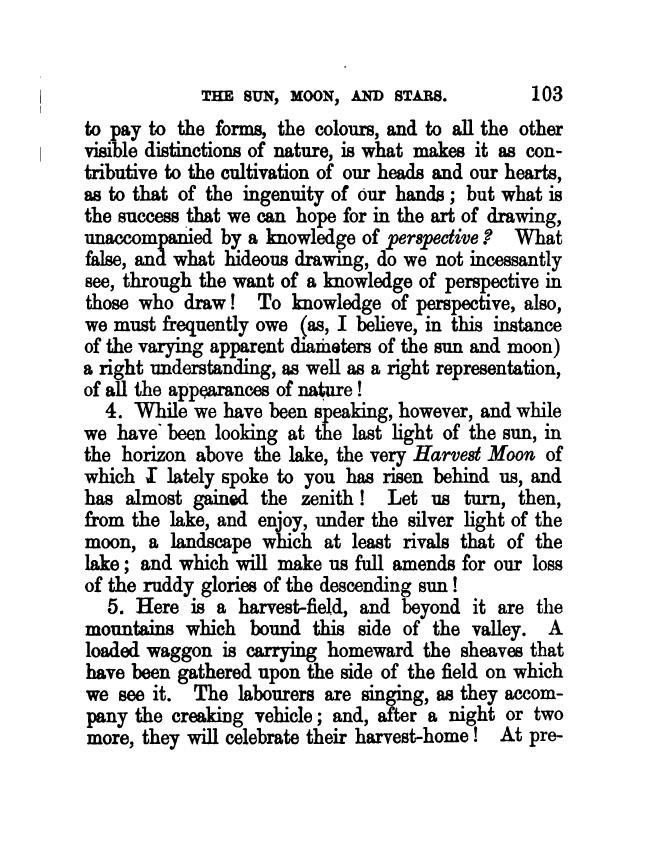 THE SUN, MOON, AND STARS. 103
to pay to the forms, the colours, and to all the other
visible distinctions of nature, is what makes it as con-
tributive to the cultivation of our heads and our hearts,
as to that of the ingenuity of our hands; but what is
the success that we can hope for in the art of drawing,
unaccompanied by a knowledge of perspective? What
false, and what hideous drawing, do we not incessantly
see, through the want of a knowledge of perspective in
those who draw! To knowledge of perspective, also,
we must frequently owe (as, I believe, in this instance
of the varying apparent diameters of the sun and moon)
a right understanding, as well as a right representation,
of all the appearances of nature!
4. While we have been speaking, however, and while
we have been looking at the last light of the sun, in
the horizon above the lake, the very Harvest Moon of
which I lately spoke to you has risen behind us, and
has almost gained the zenith! Let us turn, then,
from the lake, and enjoy, under the silver light of the
moon, a landscape which at least rivals that of the
lake; and which will make us full amends for our loss
of the ruddy glories of the descending sun!
5. Here is a harvest-field, and beyond it are the
mountains which bound this side of the valley. A
loaded waggon is carrying homeward the sheaves that
have been gathered upon the side of the field on which
we see it. The labourers are singing, as they accom-
pany the creaking vehicle; and, after a night or two
more, they will celebrate their harvest-home! At pre-